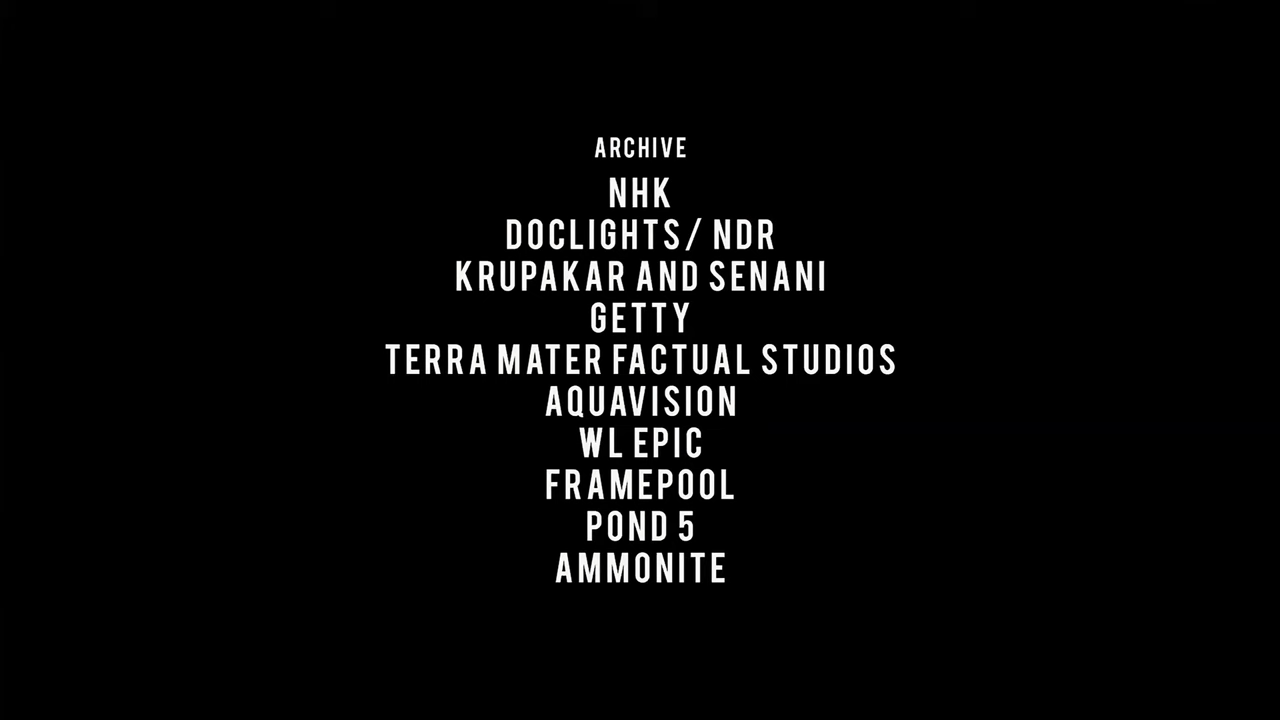 ARCHIVE
NHK
DOCLIGHTS/ NDR
KRUPAKAR AND SENANI
GETTY
TERRA MATER FACTUAL STUDIOS
AQUAVISION
WL EPIC
FRAMEPOOL
POND 5
AMMONITE